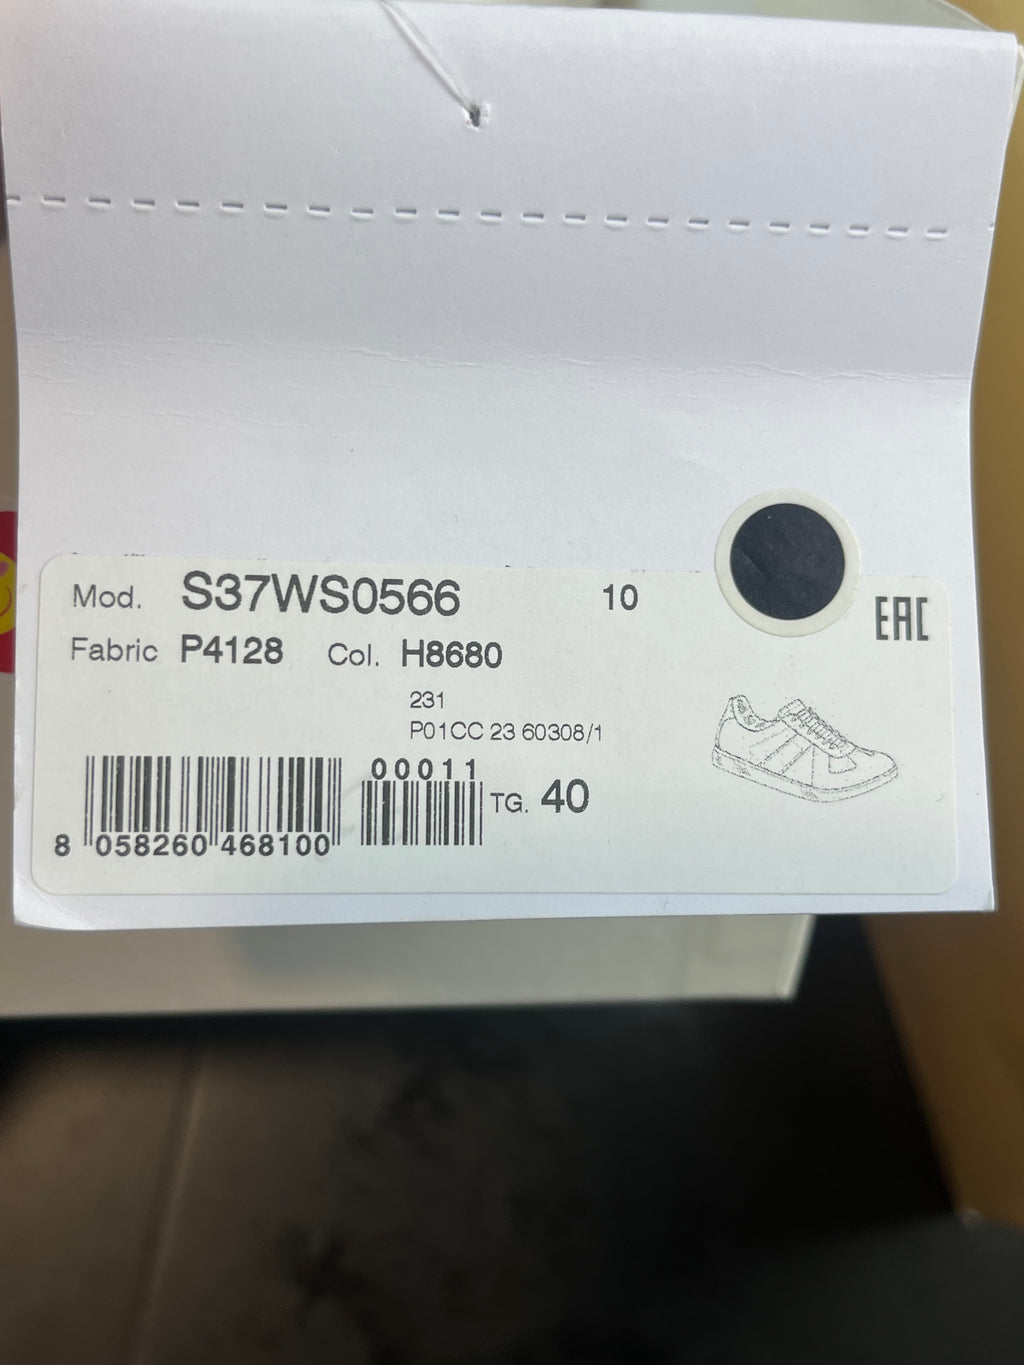 Mod. S37WS0566 10
EAC
Fabric P4128 Col. H8680
231
P01CC 23 60308/1
00011
TG. 40
8 058260 468100